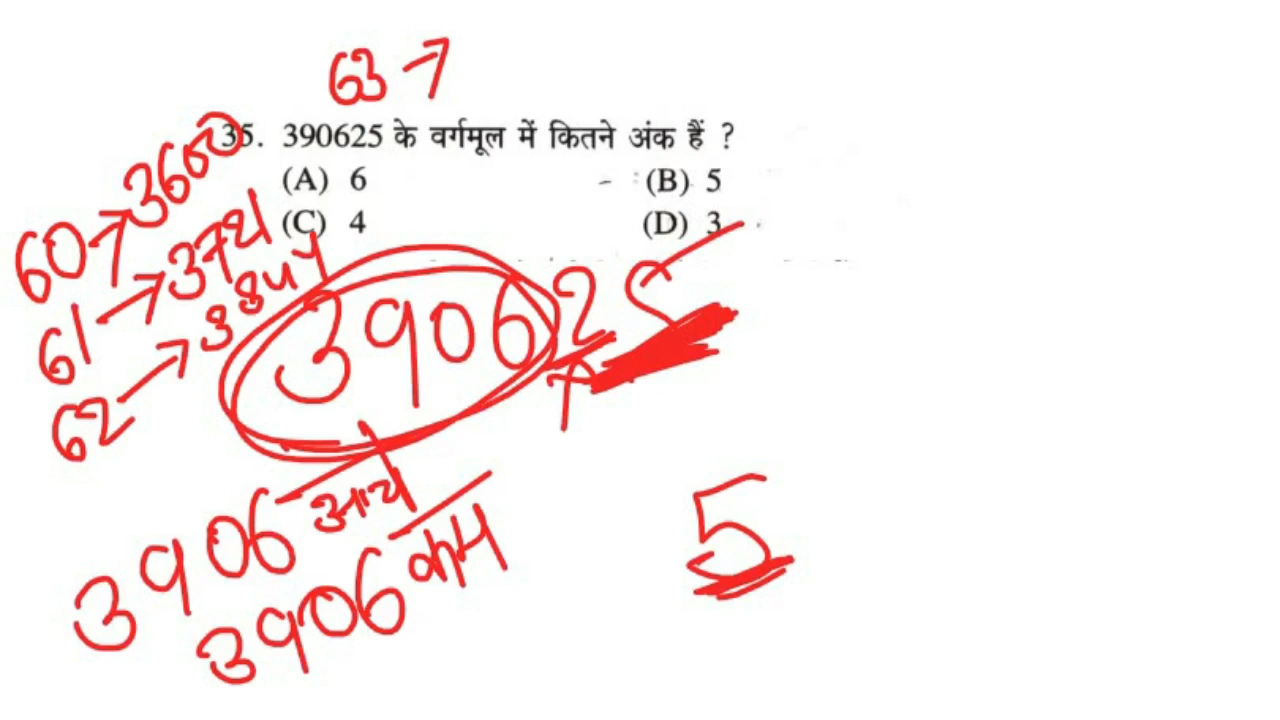 63 →
35. 390625 के वर्गमूल में कितने अंक हैं ?
(A) 6 (B) 5
(C) 4 (D) 3
60 → 3600
61 → 3721
62 → 3844
390625
3906 आये
3906 कम
5